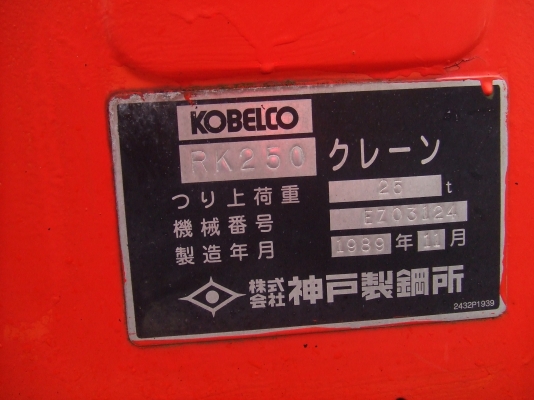 KOBELCO
RK250 クレーン
つり上荷重 25 t
機械番号 EZ03124
製造年月 1989 年 11 月
株式会社 神戸製鋼所
2432P1939